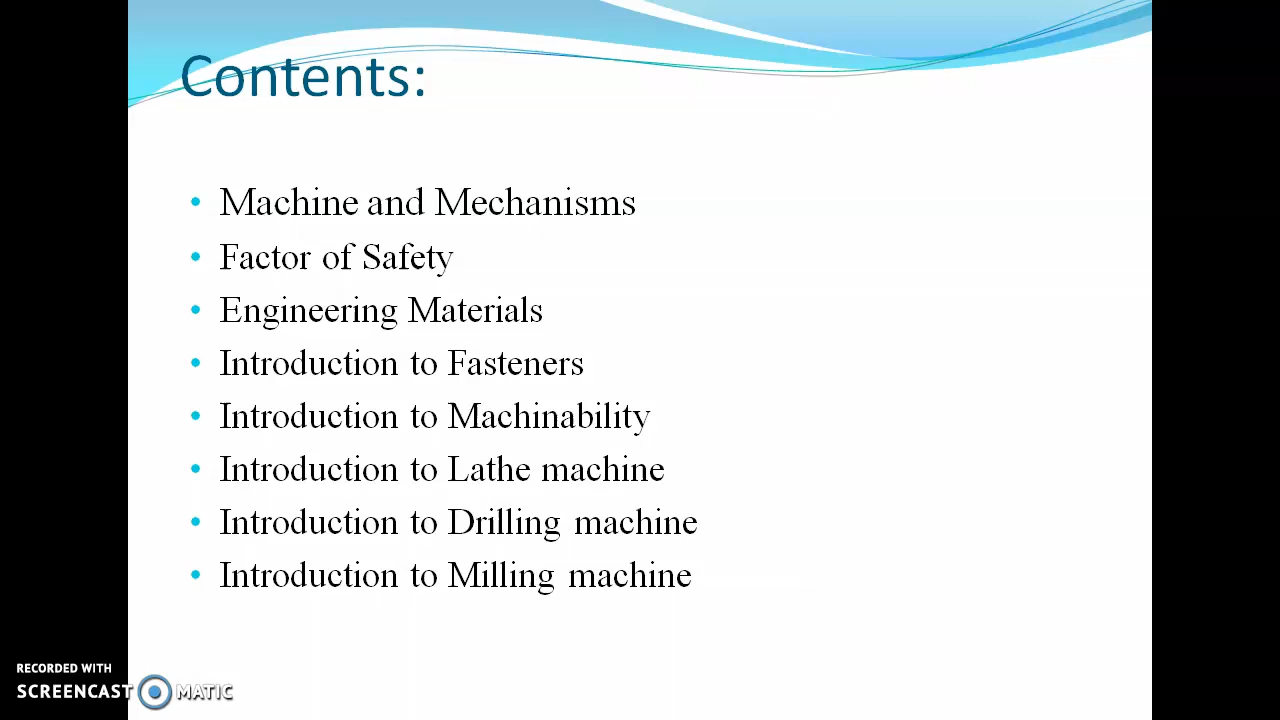 Contents:
• Machine and Mechanisms
• Factor of Safety
• Engineering Materials
• Introduction to Fasteners
• Introduction to Machinability
• Introduction to Lathe machine
• Introduction to Drilling machine
• Introduction to Milling machine
RECORDED WITH
SCREENCAST MATIC